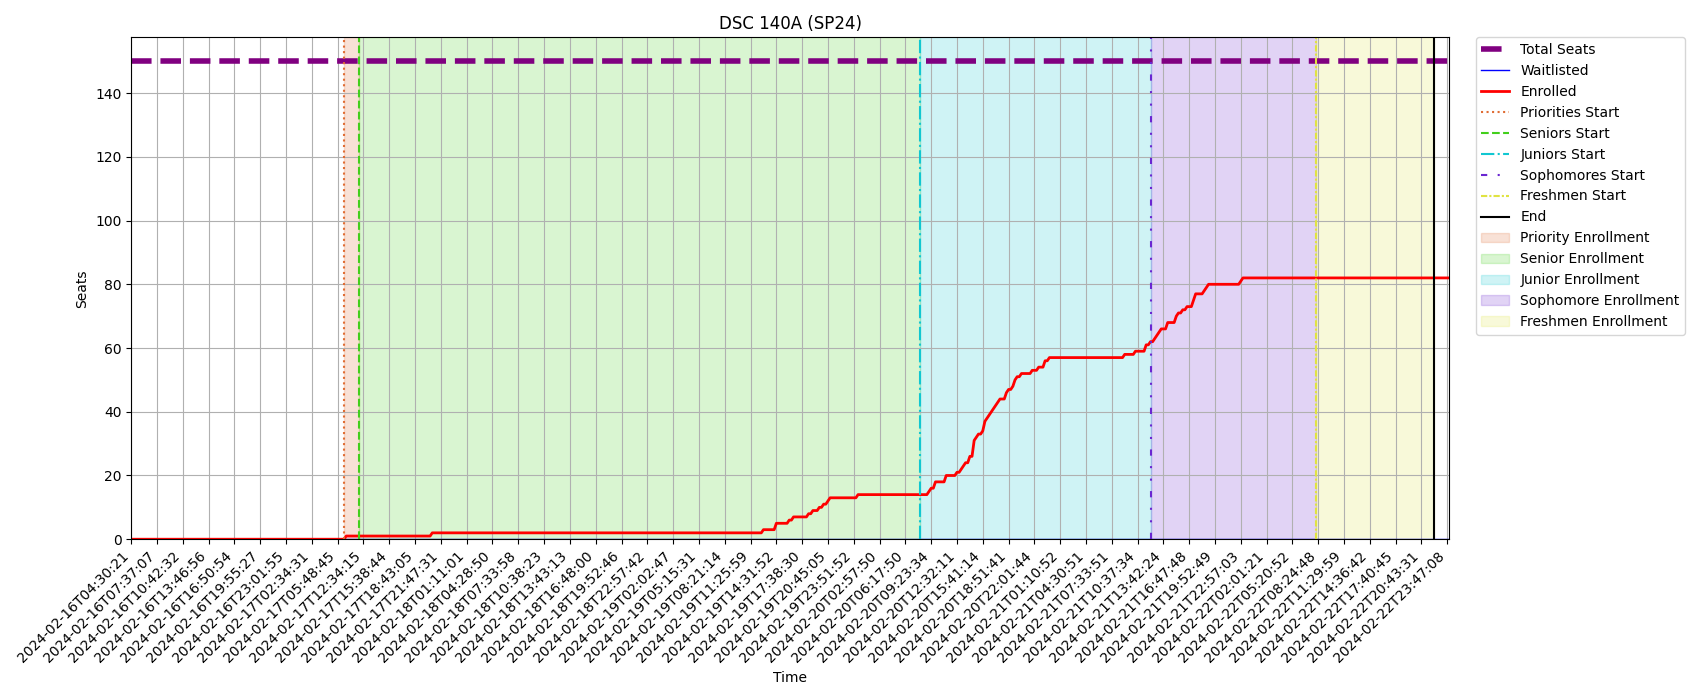 DSC 140A (SP24)
Seats
140
120
100
80
60
40
20
0
2024-02-16T04:30:21
2024-02-16T07:37:07
2024-02-16T10:42:32
2024-02-16T13:46:56
2024-02-16T16:50:54
2024-02-16T19:55:27
2024-02-16T23:01:55
2024-02-17T02:34:31
2024-02-17T05:48:45
2024-02-17T12:34:15
2024-02-17T15:38:44
2024-02-17T18:43:05
2024-02-17T21:47:31
2024-02-18T01:11:01
2024-02-18T04:28:50
2024-02-18T07:33:58
2024-02-18T10:38:23
2024-02-18T13:43:13
2024-02-18T16:48:00
2024-02-18T19:52:46
2024-02-18T22:57:42
2024-02-19T02:02:47
2024-02-19T05:15:31
2024-02-19T08:21:14
2024-02-19T11:25:59
2024-02-19T14:31:52
2024-02-19T17:38:30
2024-02-19T20:45:05
2024-02-19T23:51:52
2024-02-20T02:57:50
2024-02-20T06:17:50
2024-02-20T09:23:34
2024-02-20T12:32:11
2024-02-20T15:41:14
2024-02-20T18:51:41
2024-02-20T22:01:44
2024-02-21T01:10:52
2024-02-21T04:30:51
2024-02-21T07:33:51
2024-02-21T10:37:34
2024-02-21T13:42:24
2024-02-21T16:47:48
2024-02-21T19:52:49
2024-02-21T22:57:03
2024-02-22T02:01:21
2024-02-22T05:20:52
2024-02-22T08:24:48
2024-02-22T11:29:59
2024-02-22T14:36:42
2024-02-22T17:40:45
2024-02-22T20:43:31
2024-02-22T23:47:08
Time
Total Seats
Waitlisted
Enrolled
Priorities Start
Seniors Start
Juniors Start
Sophomores Start
Freshmen Start
End
Priority Enrollment
Senior Enrollment
Junior Enrollment
Sophomore Enrollment
Freshmen Enrollment